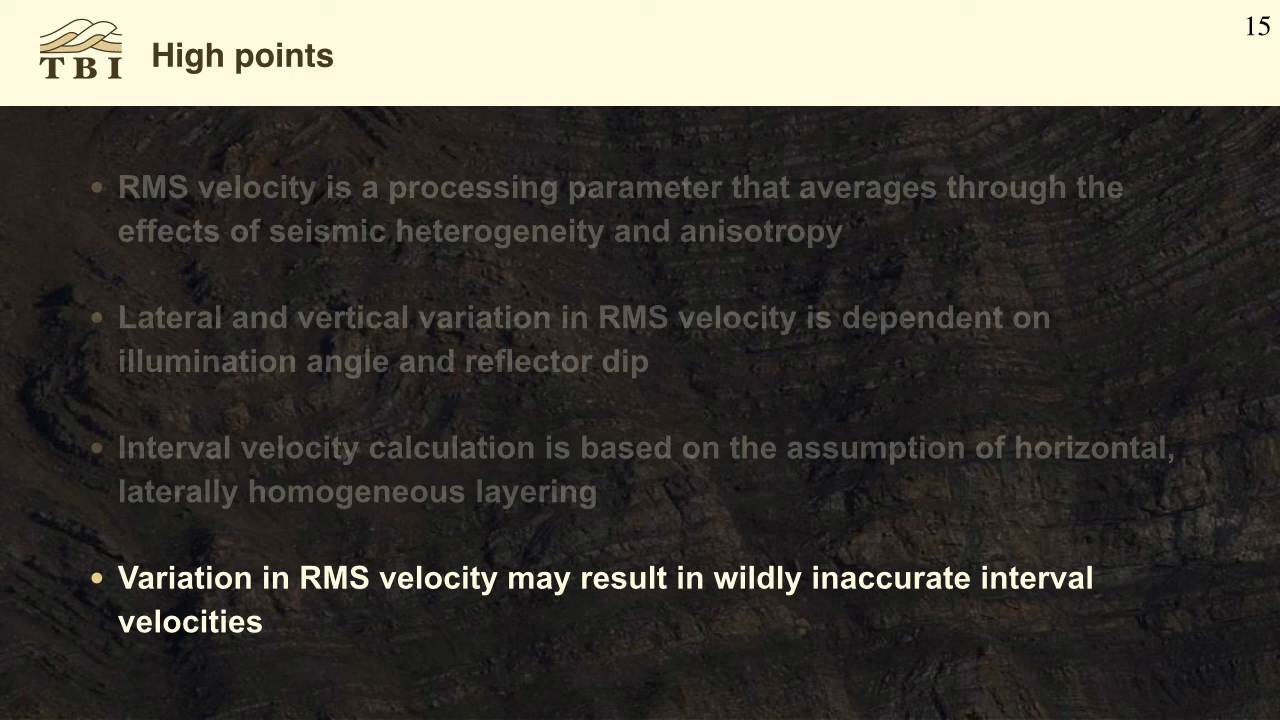 15
TBI
High points
• RMS velocity is a processing parameter that averages through the
effects of seismic heterogeneity and anisotropy
• Lateral and vertical variation in RMS velocity is dependent on
illumination angle and reflector dip
• Interval velocity calculation is based on the assumption of horizontal,
laterally homogeneous layering
• Variation in RMS velocity may result in wildly inaccurate interval
velocities